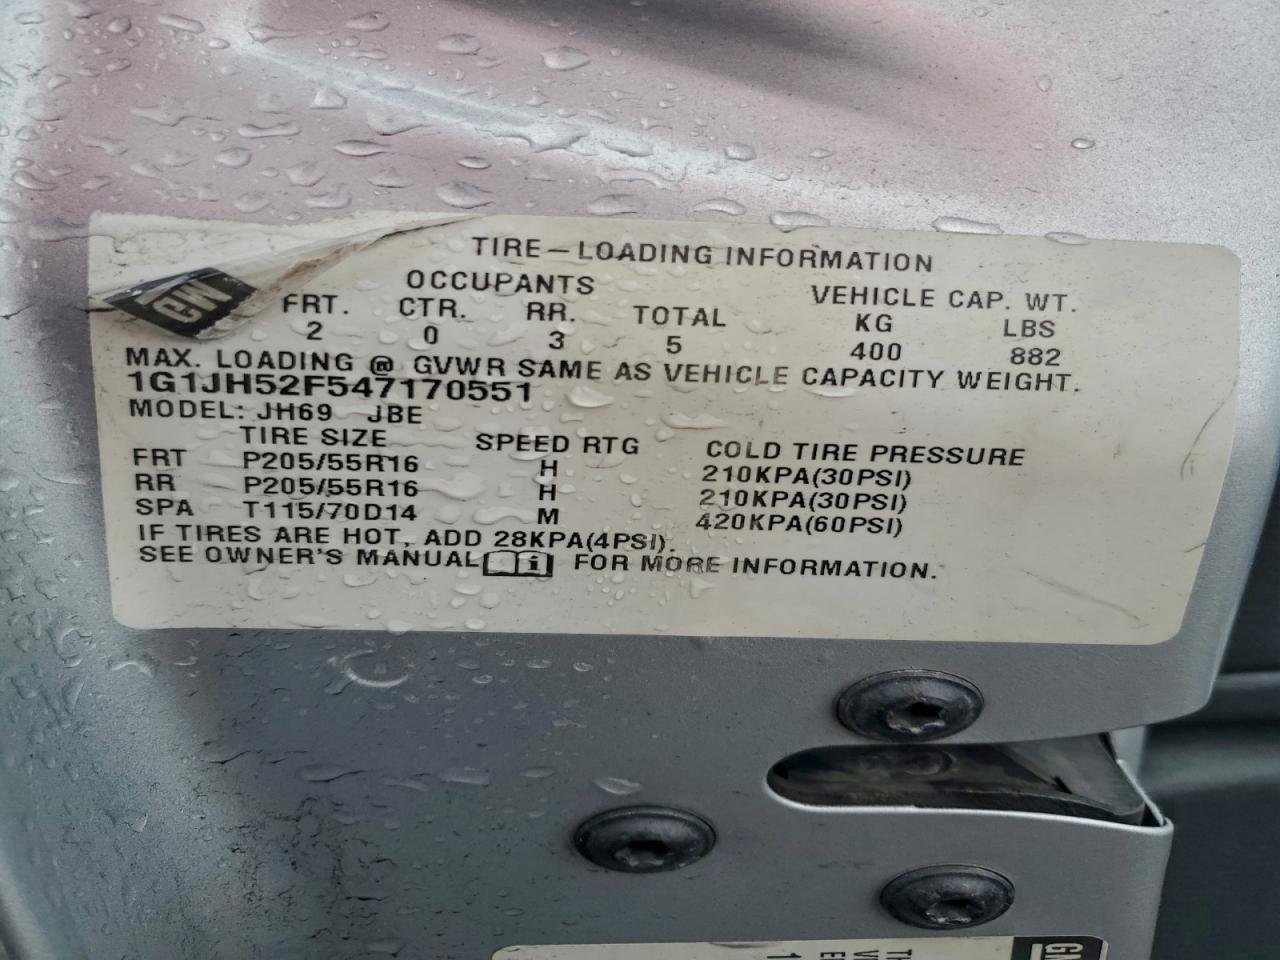 TIRE–LOADING INFORMATION
OCCUPANTS VEHICLE CAP. WT.
FRT. CTR. RR. TOTAL KG LBS
2 0 3 5 400 882
MAX. LOADING @ GVWR SAME AS VEHICLE CAPACITY WEIGHT.
1G1JH52F547170551
MODEL: JH69 JBE
TIRE SIZE SPEED RTG COLD TIRE PRESSURE
FRT P205/55R16 H 210KPA(30PSI)
RR P205/55R16 H 210KPA(30PSI)
SPA T115/70D14 M 420KPA(60PSI)
IF TIRES ARE HOT, ADD 28KPA(4PSI).
SEE OWNER'S MANUAL i FOR MORE INFORMATION.
GM